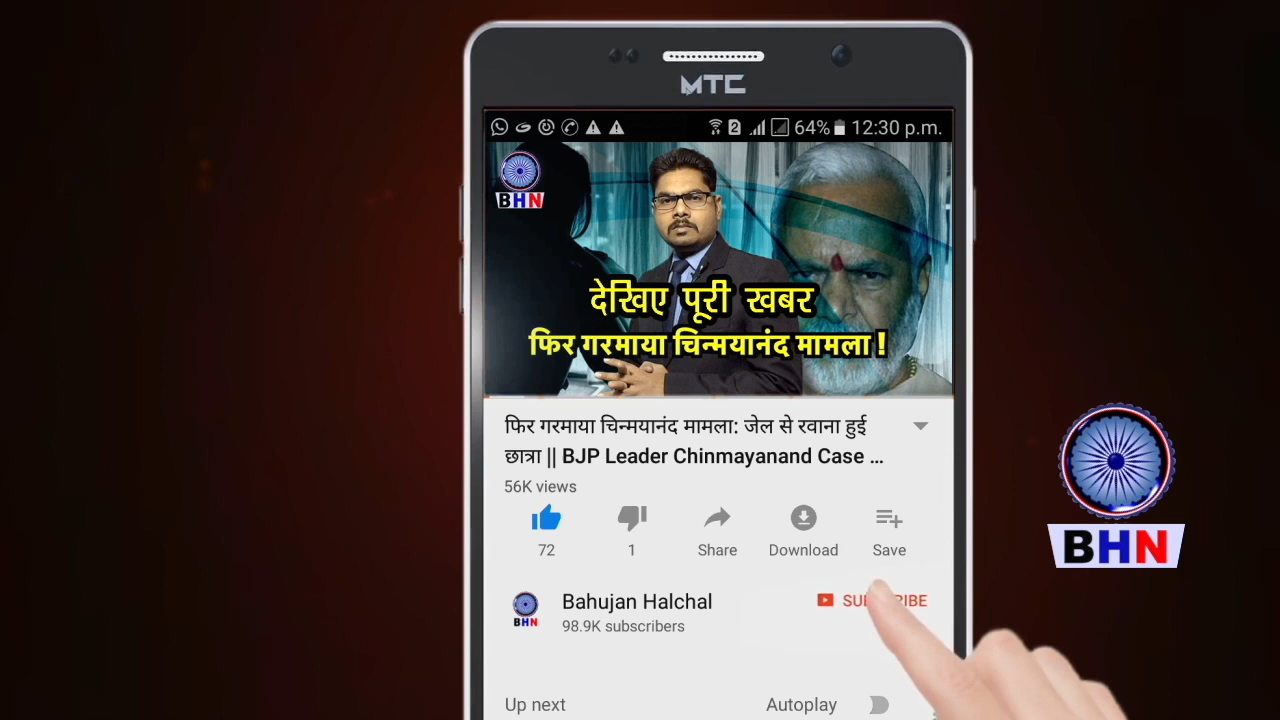 MTC
2 64% 12:30 p.m.
BHN
देखिए पूरी खबर
फिर गरमाया चिन्मयानंद मामला !
फिर गरमाया चिन्मयानंद मामला: जेल से रवाना हुई
छात्रा || BJP Leader Chinmayanand Case ...
56K views
72 1 Share Download Save
BHN
Bahujan Halchal
98.9K subscribers
Up next Autoplay
BHN